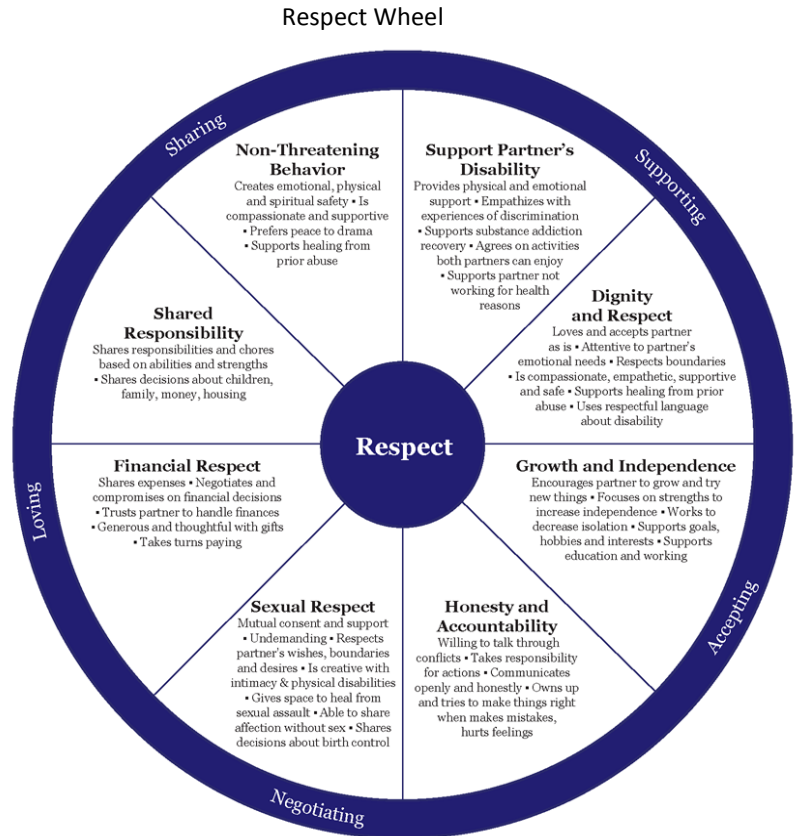 Respect Wheel
Sharing
Supporting
Accepting
Negotiating
Loving
Respect
Non-Threatening
Behavior
Creates emotional, physical
and spiritual safety ▪ Is
compassionate and supportive
▪ Prefers peace to drama
▪ Supports healing from
prior abuse
Support Partner's
Disability
Provides physical and emotional
support ▪ Empathizes with
experiences of discrimination
▪ Supports substance addiction
recovery ▪ Agrees on activities
both partners can enjoy
▪ Supports partner not
working for health
reasons
Dignity
and Respect
Loves and accepts partner
as is ▪ Attentive to partner's
emotional needs ▪ Respects boundaries
▪ Is compassionate, empathetic, supportive
and safe ▪ Supports healing from prior
abuse ▪ Uses respectful language
about disability
Growth and Independence
Encourages partner to grow and try
new things ▪ Focuses on strengths to
increase independence ▪ Works to
decrease isolation ▪ Supports goals,
hobbies and interests ▪ Supports
education and working
Honesty and
Accountability
Willing to talk through
conflicts ▪ Takes responsibility
for actions ▪ Communicates
openly and honestly ▪ Owns up
and tries to make things right
when makes mistakes,
hurts feelings
Sexual Respect
Mutual consent and support
▪ Undemanding ▪ Respects
partner's wishes, boundaries
and desires ▪ Is creative with
intimacy & physical disabilities
▪ Gives space to heal from
sexual assault ▪ Able to share
affection without sex ▪ Shares
decisions about birth control
Financial Respect
Shares expenses ▪ Negotiates and
compromises on financial decisions
▪ Trusts partner to handle finances
▪ Generous and thoughtful with gifts
▪ Takes turns paying
Shared
Responsibility
Shares responsibilities and chores
based on abilities and strengths
▪ Shares decisions about children,
family, money, housing